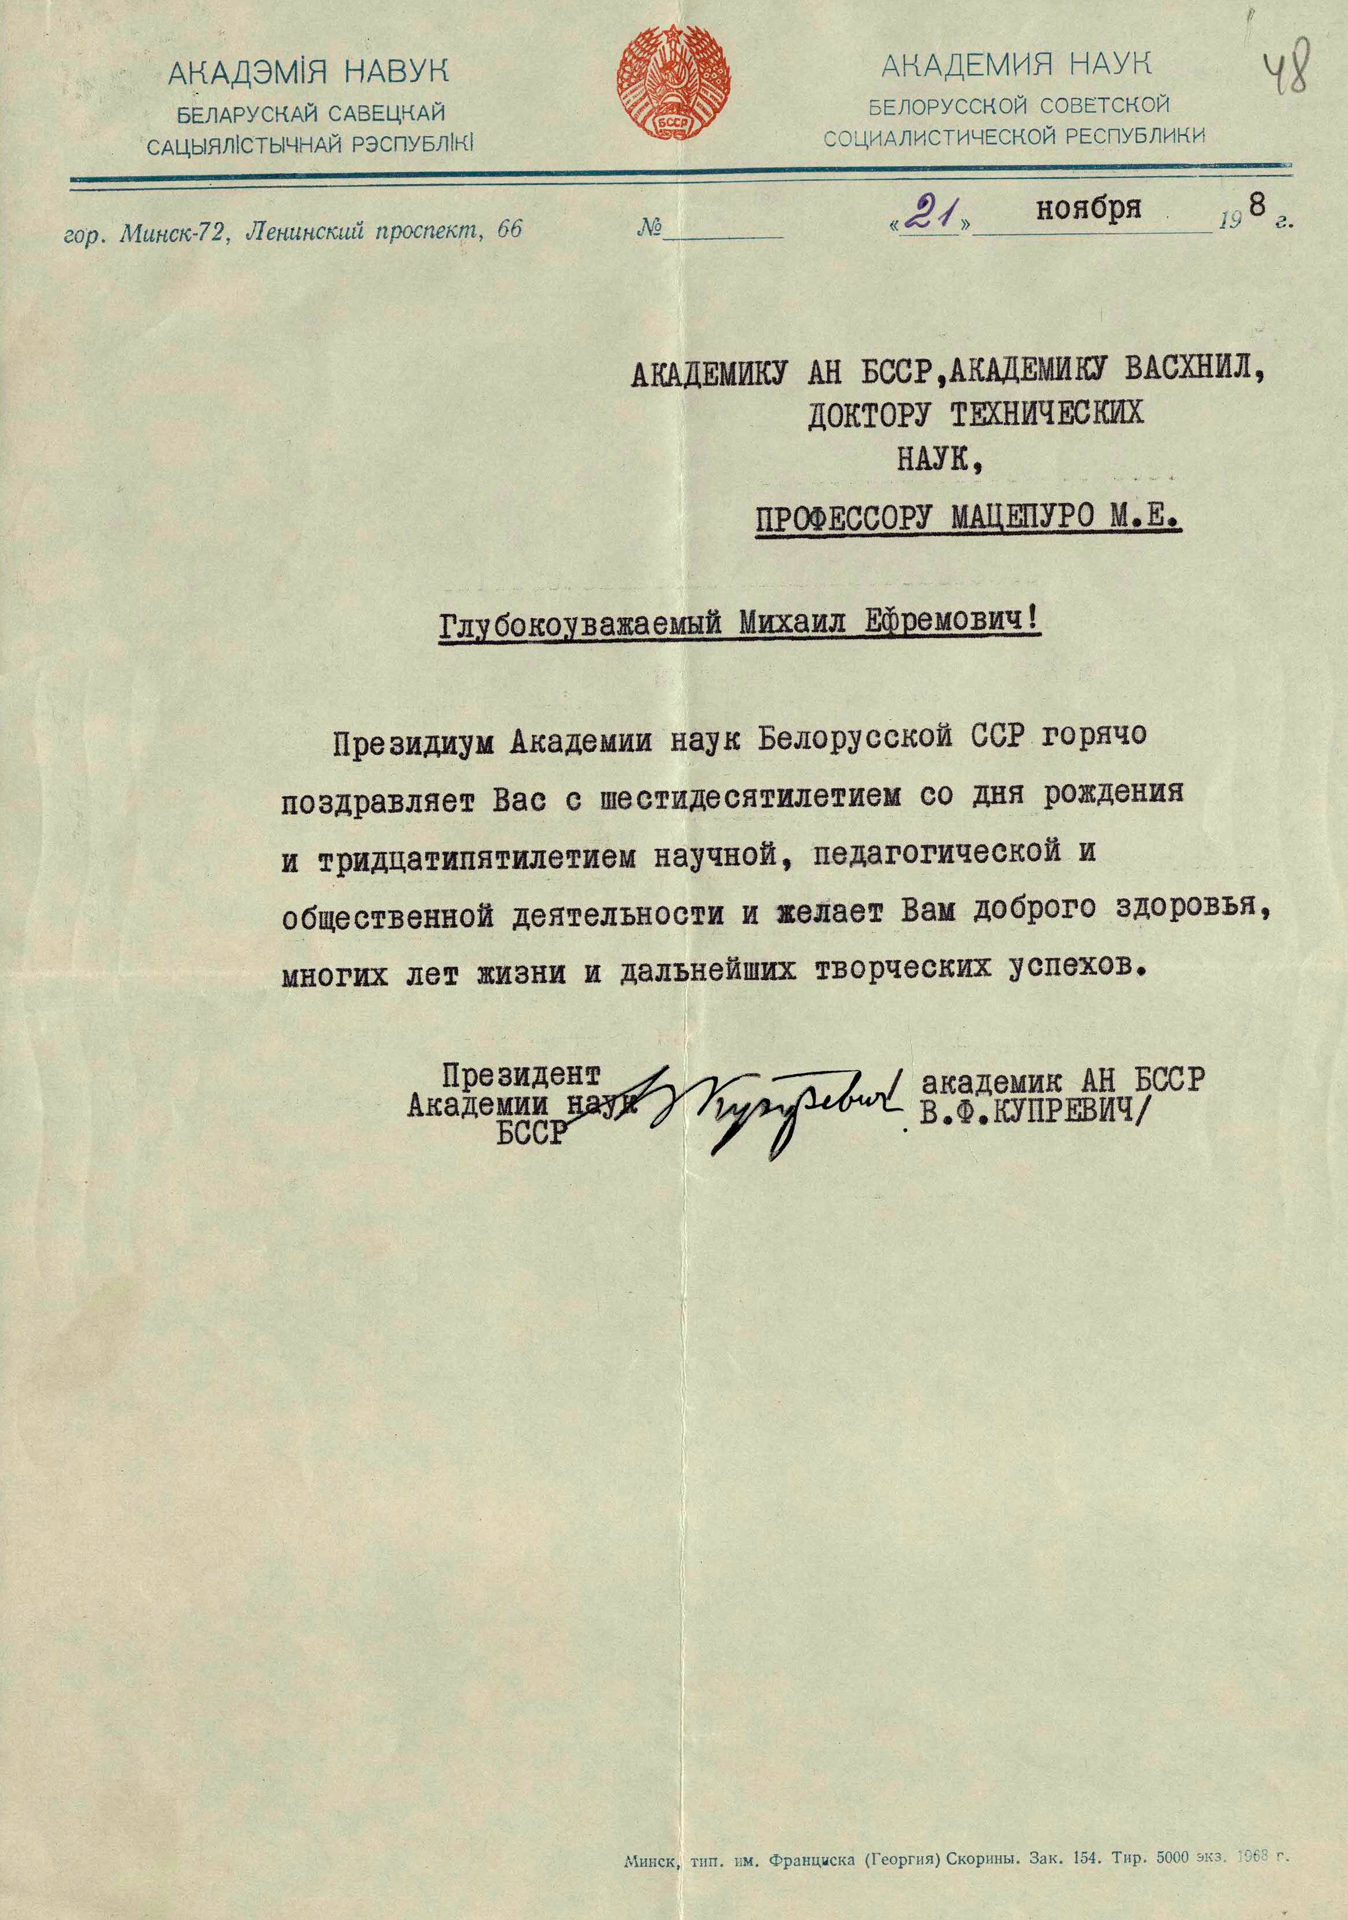 АКАДЭМІЯ НАВУК
БЕЛАРУСКАЙ САВЕЦКАЙ
САЦЫЯЛІСТЫЧНАЙ РЭСПУБЛІКІ
БССР
АКАДЕМИЯ НАУК
БЕЛОРУССКОЙ СОВЕТСКОЙ
СОЦИАЛИСТИЧЕСКОЙ РЕСПУБЛИКИ
48
гор. Минск-72, Ленинский проспект, 66
№
«21» ноября 198 г.
АКАДЕМИКУ АН БССР,АКАДЕМИКУ ВАСХНИЛ,
ДОКТОРУ ТЕХНИЧЕСКИХ
НАУК,
ПРОФЕССОРУ МАЦЕПУРО М.Е.
Глубокоуважаемый Михаил Ефремович!
Президиум Академии наук Белорусской ССР горячо
поздравляет Вас с шестидесятилетием со дня рождения
и тридцатипятилетием научной, педагогической и
общественной деятельности и желает Вам доброго здоровья,
многих лет жизни и дальнейших творческих успехов.
Президент
Академии наук
БССР
В Купревич
академик АН БССР
В.Ф.КУПРЕВИЧ/
Минск, тип. им. Франциска (Георгия) Скорины. Зак. 154. Тир. 5000 экз. 1968 г.